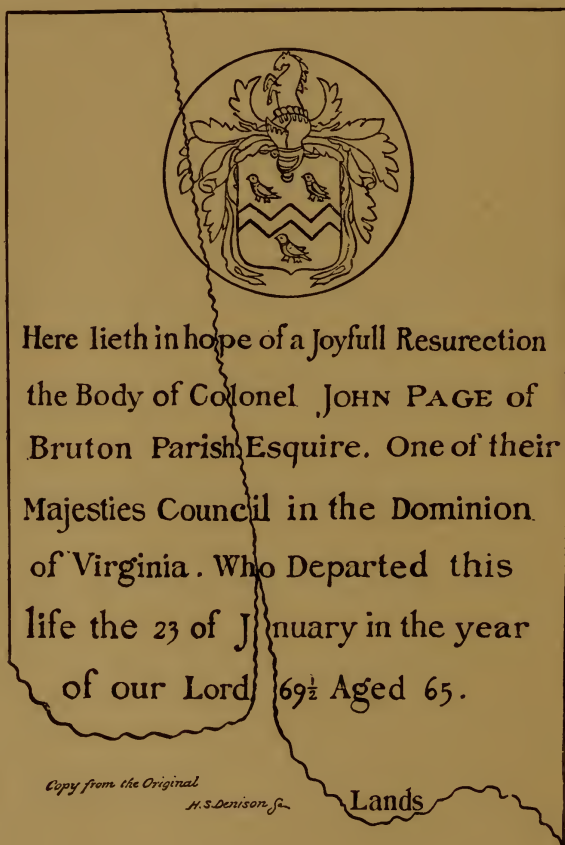 Here lieth in hope of a Joyfull Resurection
the Body of Colonel JOHN PAGE of
Bruton Parish Esquire. One of their
Majesties Council in the Dominion
of Virginia. Who Departed this
life the 23 of J nuary in the year
of our Lord 69½ Aged 65.
Copy from the Original
H. S. Denison Sc
Lands